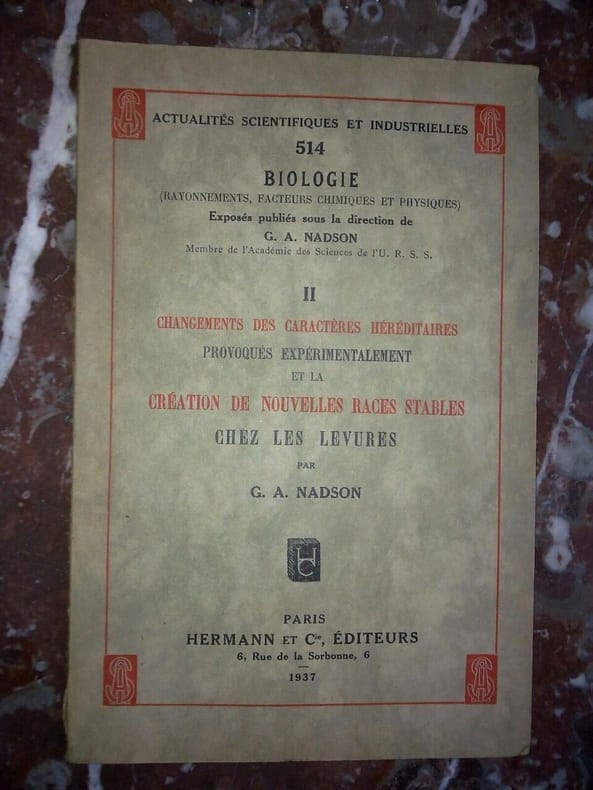 ACTUALITÉS SCIENTIFIQUES ET INDUSTRIELLES
514
BIOLOGIE
(RAYONNEMENTS, FACTEURS CHIMIQUES ET PHYSIQUES)
Exposés publiés sous la direction de
G. A. NADSON
Membre de l'Académie des Sciences de l'U. R. S. S.
II
CHANGEMENTS DES CARACTÈRES HÉRÉDITAIRES
PROVOQUÉS EXPÉRIMENTALEMENT
ET LA
CRÉATION DE NOUVELLES RACES STABLES
CHEZ LES LEVURES
PAR
G. A. NADSON
HC
PARIS
HERMANN ET Cie, ÉDITEURS
6, Rue de la Sorbonne, 6
1937